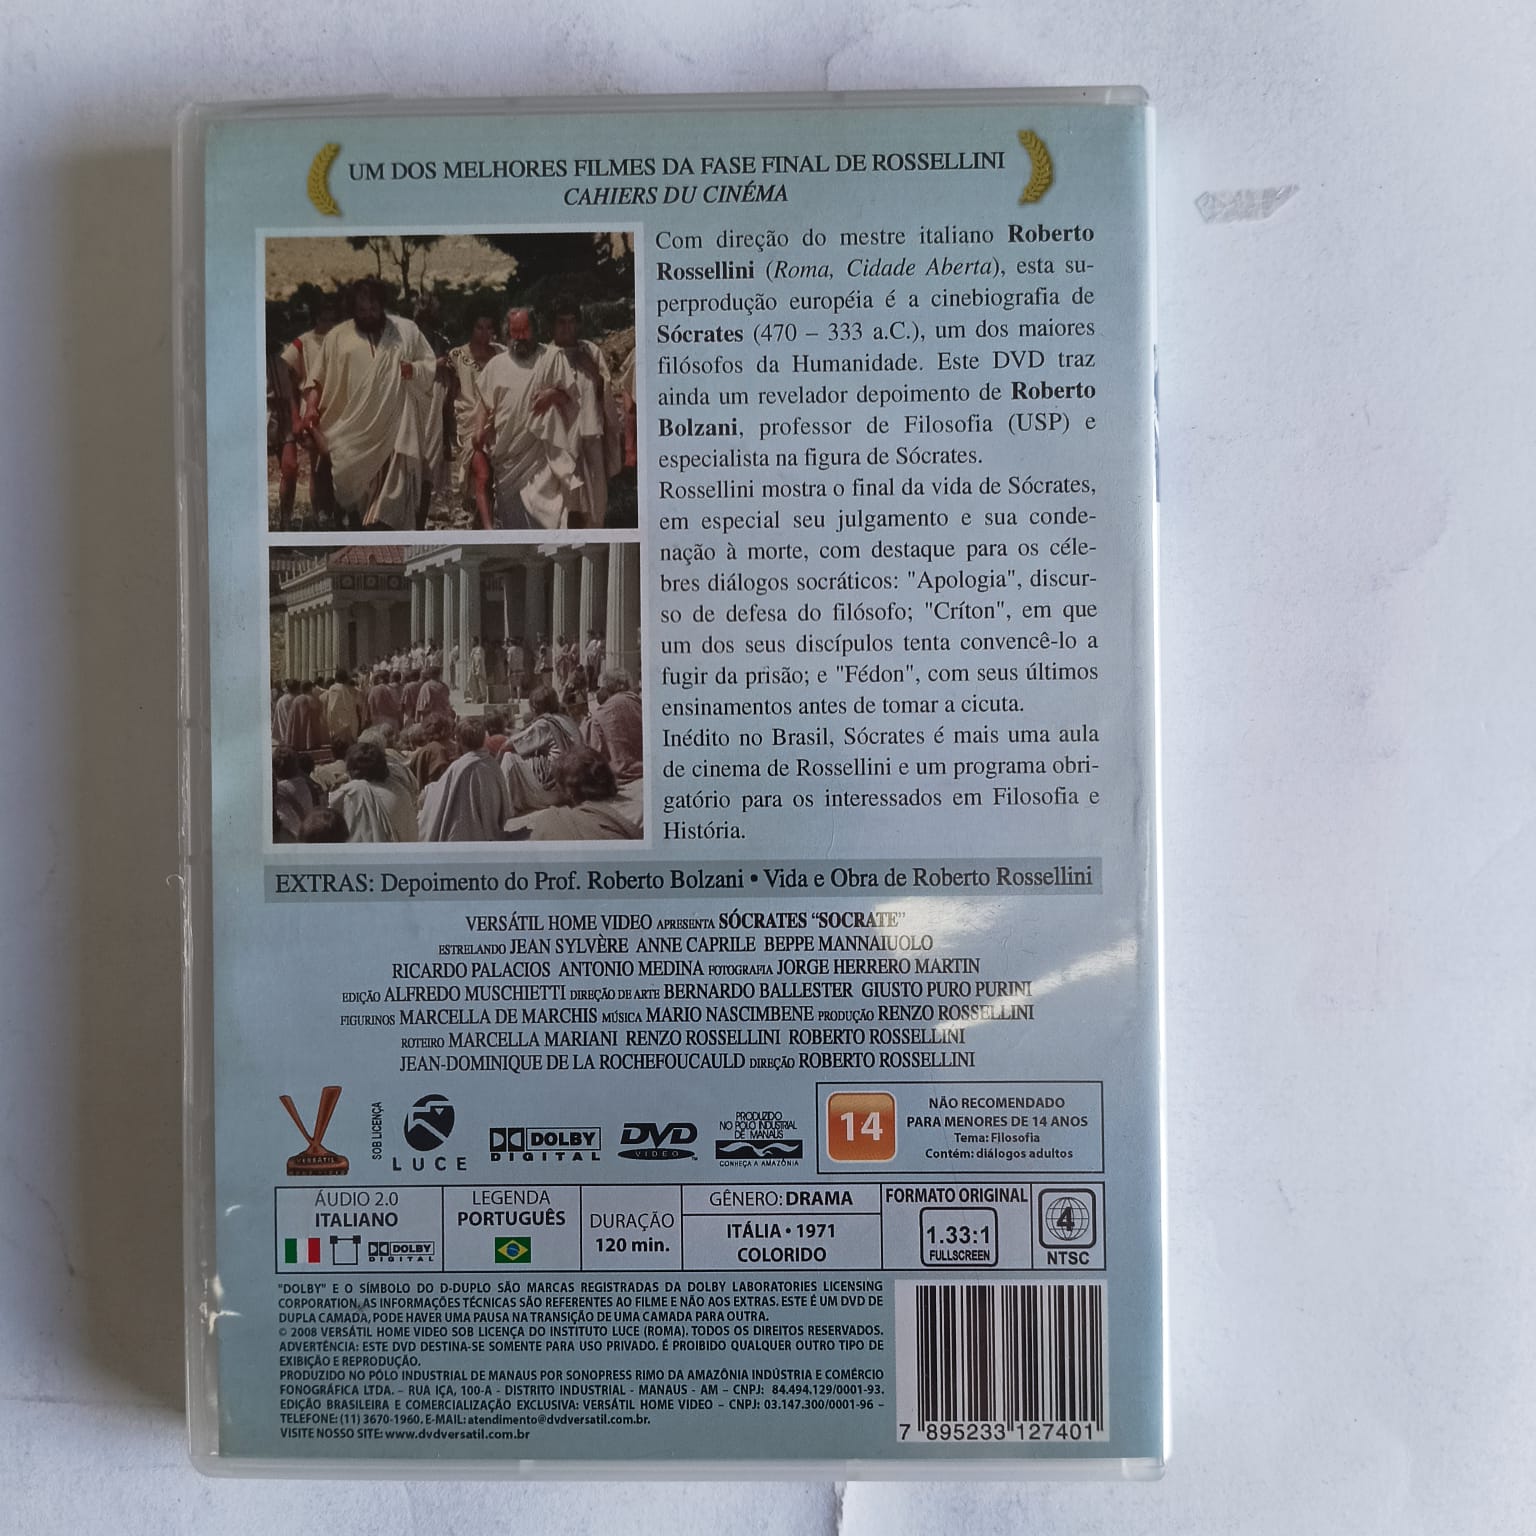 UM DOS MELHORES FILMES DA FASE FINAL DE ROSSELLINI
CAHIERS DU CINÉMA
Com direção do mestre italiano Roberto
Rossellini (Roma, Cidade Aberta), esta su-
perprodução européia é a cinebiografia de
Sócrates (470 – 333 a.C.), um dos maiores
filósofos da Humanidade. Este DVD traz
ainda um revelador depoimento de Roberto
Bolzani, professor de Filosofia (USP) e
especialista na figura de Sócrates.
Rossellini mostra o final da vida de Sócrates,
em especial seu julgamento e sua conde-
nação à morte, com destaque para os céle-
bres diálogos socráticos: "Apologia", discur-
so de defesa do filósofo; "Críton", em que
um dos seus discípulos tenta convencê-lo a
fugir da prisão; e "Fédon", com seus últimos
ensinamentos antes de tomar a cicuta.
Inédito no Brasil, Sócrates é mais uma aula
de cinema de Rossellini e um programa obri-
gatório para os interessados em Filosofia e
História.
EXTRAS: Depoimento do Prof. Roberto Bolzani • Vida e Obra de Roberto Rossellini
VERSÁTIL HOME VIDEO APRESENTA SÓCRATES "SOCRATE"
ESTRELANDO JEAN SYLVÈRE ANNE CAPRILE BEPPE MANNAIUOLO
RICARDO PALACIOS ANTONIO MEDINA FOTOGRAFIA JORGE HERRERO MARTIN
EDIÇÃO ALFREDO MUSCHIETTI DIREÇÃO DE ARTE BERNARDO BALLESTER GIUSTO PURO PURINI
FIGURINOS MARCELLA DE MARCHIS MÚSICA MARIO NASCIMBENE PRODUÇÃO RENZO ROSSELLINI
ROTEIRO MARCELLA MARIANI RENZO ROSSELLINI ROBERTO ROSSELLINI
JEAN-DOMINIQUE DE LA ROCHEFOUCAULD DIREÇÃO ROBERTO ROSSELLINI
VERSÁTIL
HOME VIDEO
SOB LICENÇA
LUCE
DOLBY
DIGITAL
DVD
VIDEO
PRODUZIDO
NO PÓLO INDUSTRIAL
DE MANAUS
CONHEÇA A AMAZÔNIA
14
NÃO RECOMENDADO
PARA MENORES DE 14 ANOS
Tema: Filosofia
Contém: diálogos adultos
ÁUDIO 2.0
ITALIANO
DOLBY
DIGITAL
LEGENDA
PORTUGUÊS
DURAÇÃO
120 min.
GÊNERO: DRAMA
ITÁLIA • 1971
COLORIDO
FORMATO ORIGINAL
1.33:1
FULLSCREEN
4
NTSC
"DOLBY" E O SÍMBOLO DO D-DUPLO SÃO MARCAS REGISTRADAS DA DOLBY LABORATORIES LICENSING
CORPORATION. AS INFORMAÇÕES TÉCNICAS SÃO REFERENTES AO FILME E NÃO AOS EXTRAS. ESTE É UM DVD DE
DUPLA CAMADA, PODE HAVER UMA PAUSA NA TRANSIÇÃO DE UMA CAMADA PARA OUTRA.
© 2008 VERSÁTIL HOME VIDEO SOB LICENÇA DO INSTITUTO LUCE (ROMA). TODOS OS DIREITOS RESERVADOS.
ADVERTÊNCIA: ESTE DVD DESTINA-SE SOMENTE PARA USO PRIVADO. É PROIBIDO QUALQUER OUTRO TIPO DE
EXIBIÇÃO E REPRODUÇÃO.
PRODUZIDO NO PÓLO INDUSTRIAL DE MANAUS POR SONOPRESS RIMO DA AMAZÔNIA INDÚSTRIA E COMÉRCIO
FONOGRÁFICA LTDA. – RUA IÇA, 100-A - DISTRITO INDUSTRIAL - MANAUS - AM – CNPJ: 84.494.129/0001-93.
EDIÇÃO BRASILEIRA E COMERCIALIZAÇÃO EXCLUSIVA: VERSÁTIL HOME VIDEO – CNPJ: 03.147.300/0001-96 –
TELEFONE: (11) 3670-1960. E-MAIL: atendimento@dvdversatil.com.br.
VISITE NOSSO SITE: www.dvdversatil.com.br
7 895233 127401